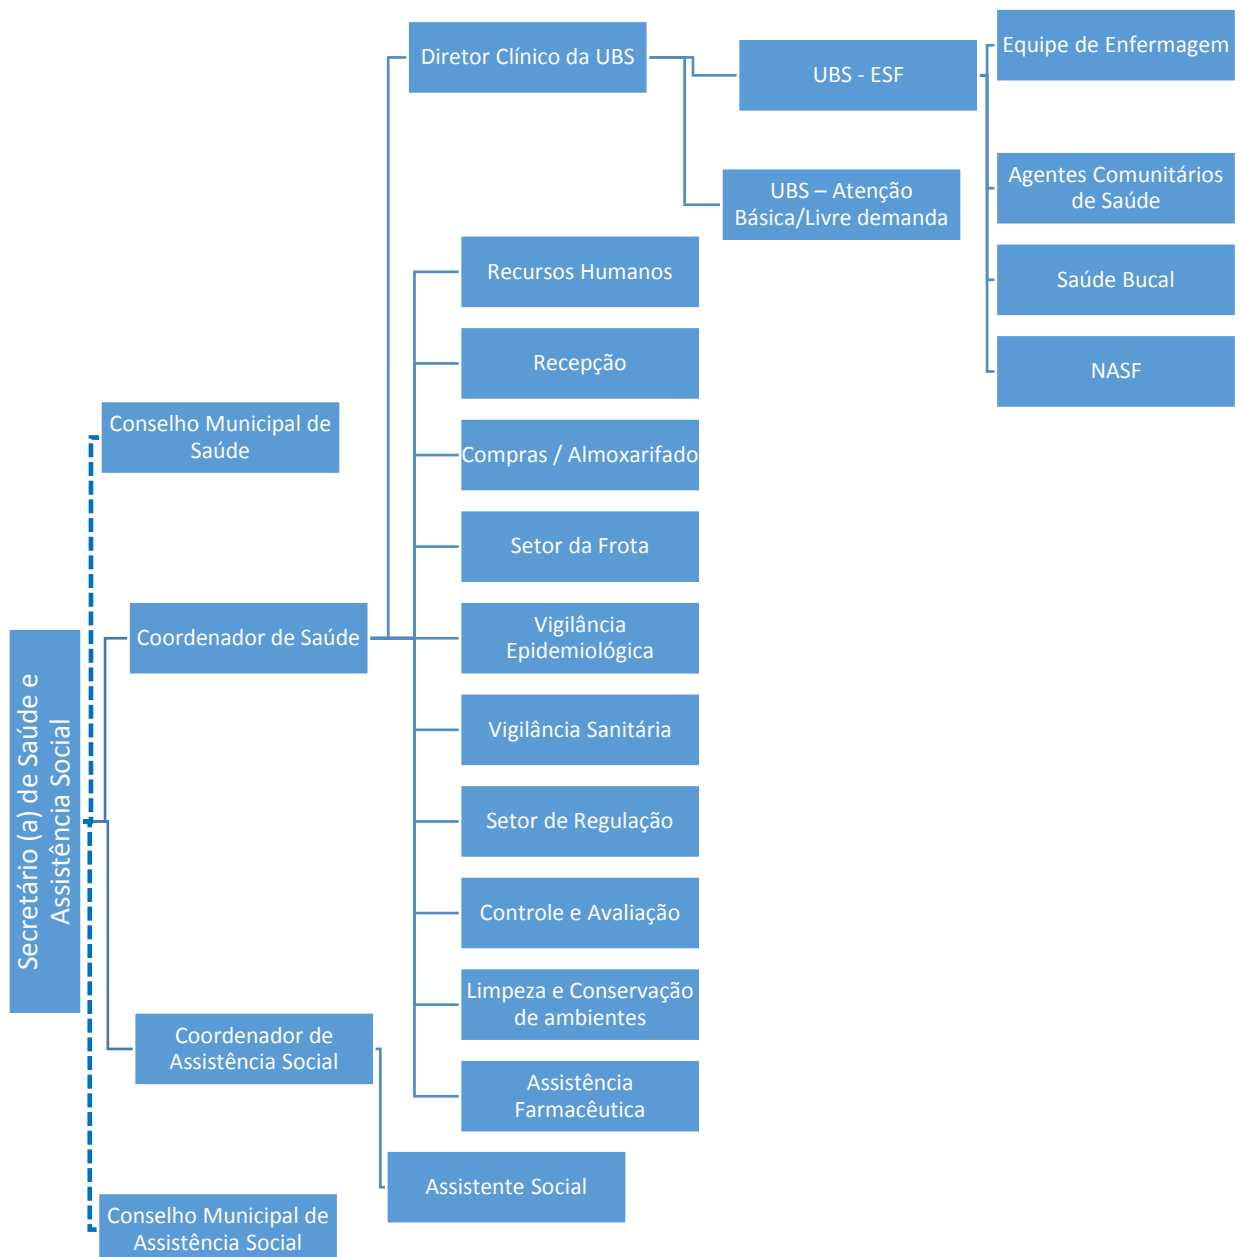 Diretor Clínico da UBS
UBS - ESF
Equipe de Enfermagem
UBS – Atenção
Básica/Livre demanda
Agentes Comunitários
de Saúde
Saúde Bucal
NASF
Recursos Humanos
Recepção
Compras / Almoxarifado
Setor da Frota
Vigilância
Epidemiológica
Vigilância Sanitária
Setor de Regulação
Controle e Avaliação
Limpeza e Conservação
de ambientes
Assistência
Farmacêutica
Conselho Municipal de
Saúde
Coordenador de Saúde
Secretário (a) de Saúde e
Assistência Social
Coordenador de
Assistência Social
Assistente Social
Conselho Municipal de
Assistência Social